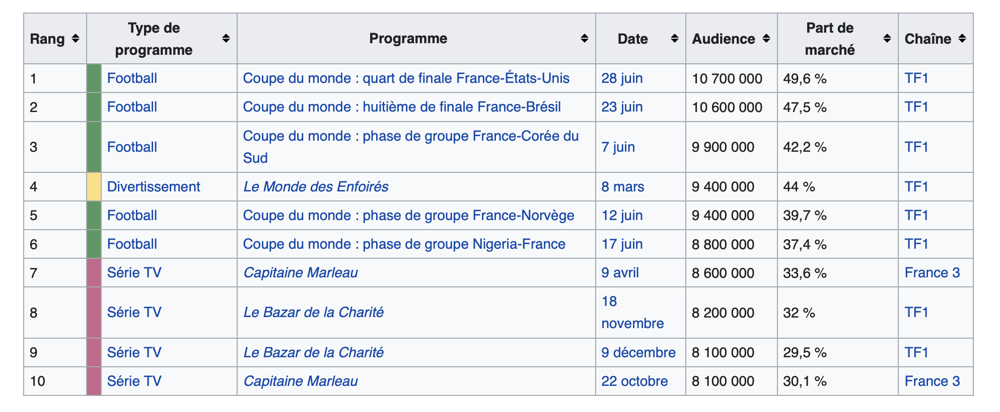 Rang Type de programme Programme Date Audience Part de marché Chaîne
1 Football Coupe du monde : quart de finale France-États-Unis 28 juin 10 700 000 49,6 % TF1
2 Football Coupe du monde : huitième de finale France-Brésil 23 juin 10 600 000 47,5 % TF1
3 Football Coupe du monde : phase de groupe France-Corée du Sud 7 juin 9 900 000 42,2 % TF1
4 Divertissement Le Monde des Enfoirés 8 mars 9 400 000 44 % TF1
5 Football Coupe du monde : phase de groupe France-Norvège 12 juin 9 400 000 39,7 % TF1
6 Football Coupe du monde : phase de groupe Nigeria-France 17 juin 8 800 000 37,4 % TF1
7 Série TV Capitaine Marleau 9 avril 8 600 000 33,6 % France 3
8 Série TV Le Bazar de la Charité 18 novembre 8 200 000 32 % TF1
9 Série TV Le Bazar de la Charité 9 décembre 8 100 000 29,5 % TF1
10 Série TV Capitaine Marleau 22 octobre 8 100 000 30,1 % France 3